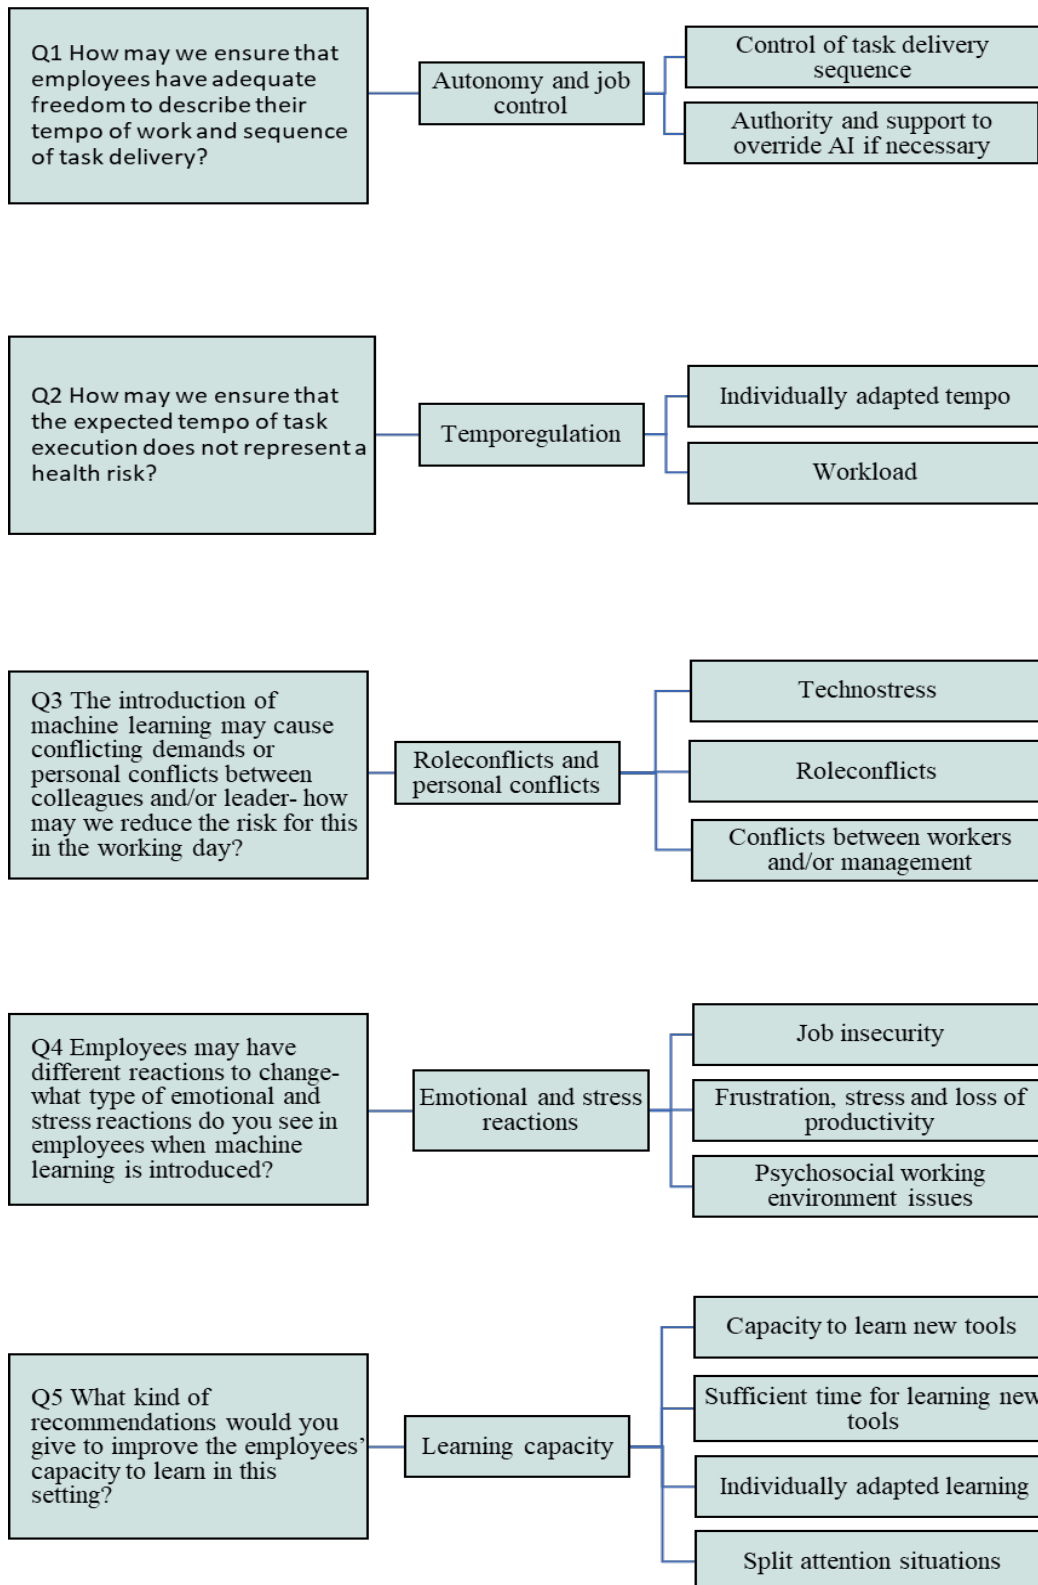 Q1 How may we ensure that
employees have adequate
freedom to describe their
tempo of work and sequence
of task delivery?
Autonomy and job
control
Control of task delivery
sequence
Authority and support to
override AI if necessary
Q2 How may we ensure that
the expected tempo of task
execution does not represent a
health risk?
Temporegulation
Individually adapted tempo
Workload
Q3 The introduction of
machine learning may cause
conflicting demands or
personal conflicts between
colleagues and/or leader- how
may we reduce the risk for this
in the working day?
Roleconflicts and
personal conflicts
Technostress
Roleconflicts
Conflicts between workers
and/or management
Q4 Employees may have
different reactions to change-
what type of emotional and
stress reactions do you see in
employees when machine
learning is introduced?
Emotional and stress
reactions
Job insecurity
Frustration, stress and loss of
productivity
Psychosocial working
environment issues
Q5 What kind of
recommendations would you
give to improve the employees’
capacity to learn in this
setting?
Learning capacity
Capacity to learn new tools
Sufficient time for learning new
tools
Individually adapted learning
Split attention situations